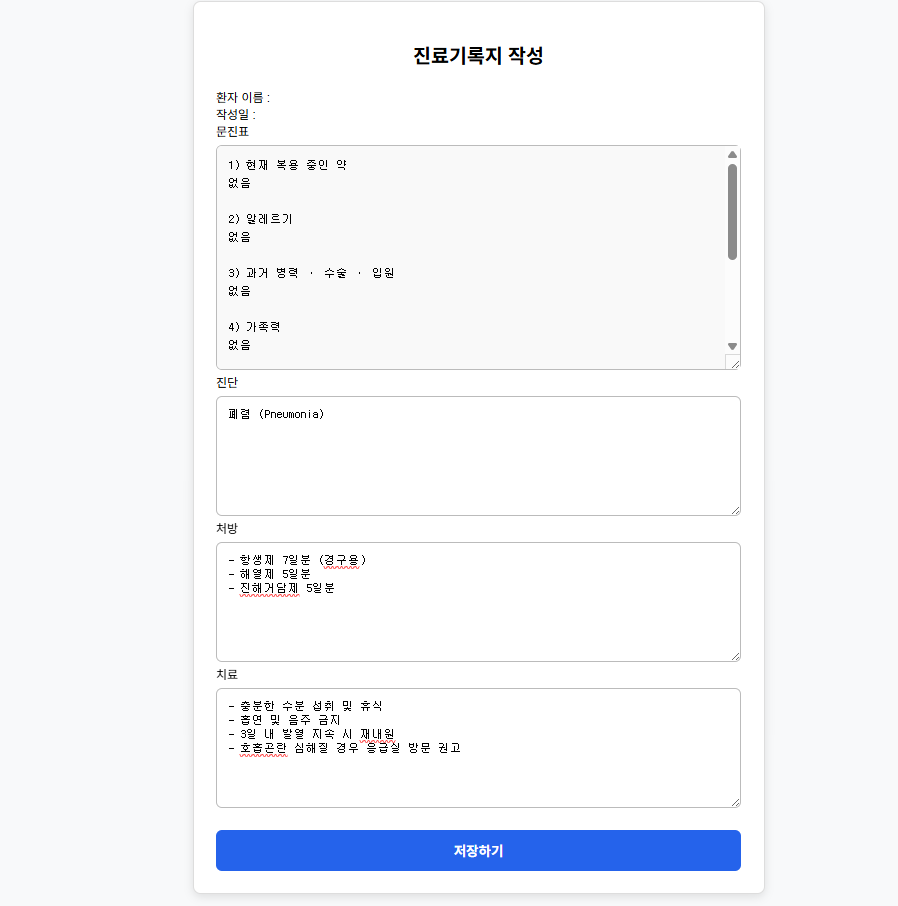 진료기록지 작성
환자 이름 :
작성일 :
문진표
1) 현재 복용 중인 약
없음
2) 알레르기
없음
3) 과거 병력 · 수술 · 입원
없음
4) 가족력
없음
진단
폐렴 (Pneumonia)
처방
- 항생제 7일분 (경구용)
- 해열제 5일분
- 진해거담제 5일분
치료
- 충분한 수분 섭취 및 휴식
- 흡연 및 음주 금지
- 3일 내 발열 지속 시 재내원
- 호흡곤란 심해질 경우 응급실 방문 권고
저장하기